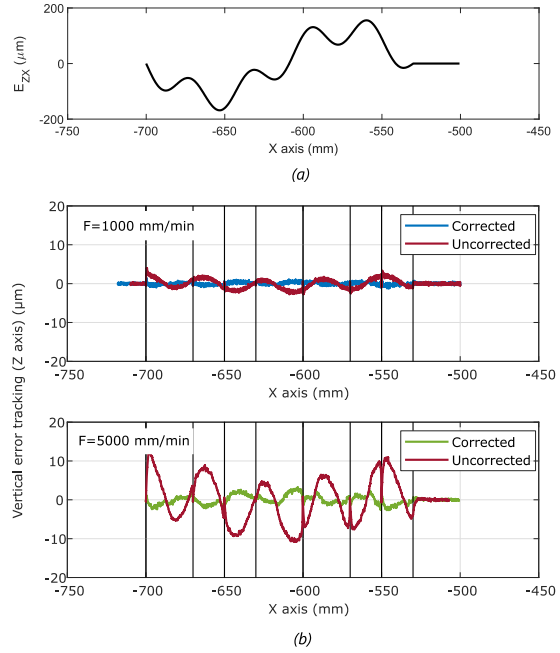 200
0
-200
E_ZX (μm)
-750 -700 -650 -600 -550 -500 -450
X axis (mm)
(a)
Vertical error tracking (Z axis) (μm)
20
10
0
-10
-20
F=1000 mm/min
Corrected
Uncorrected
-750 -700 -650 -600 -550 -500 -450
X axis (mm)
20
10
0
-10
-20
F=5000 mm/min
Corrected
Uncorrected
-750 -700 -650 -600 -550 -500 -450
X axis (mm)
(b)